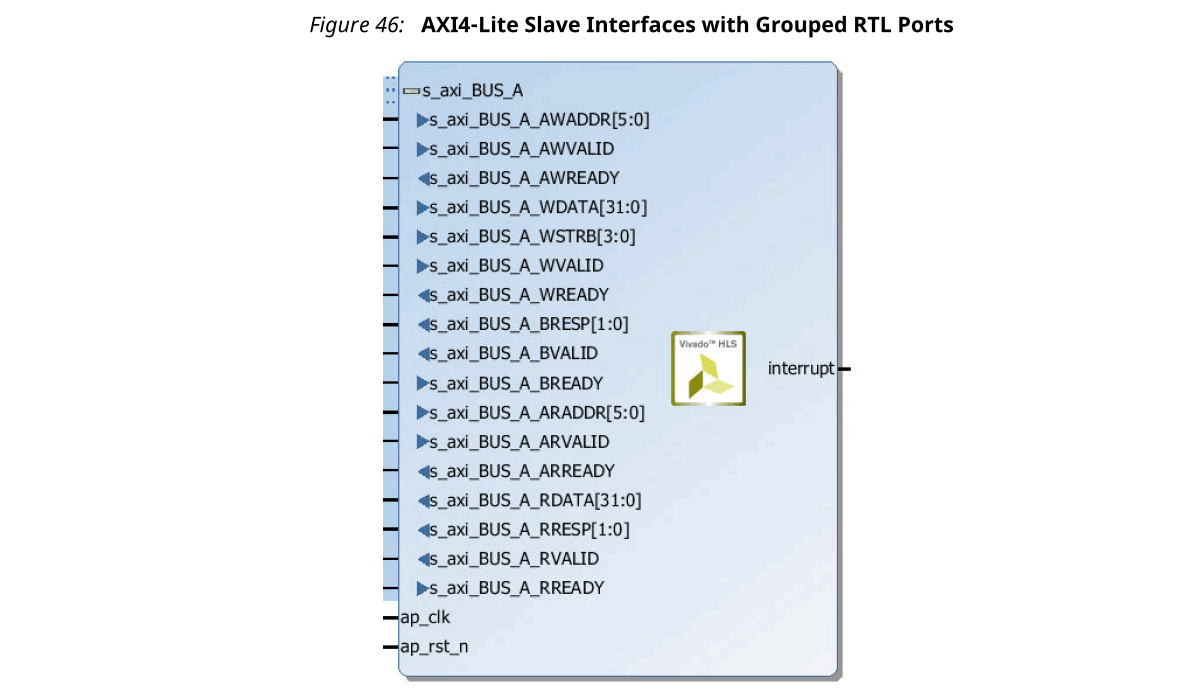 Figure 46: AXI4-Lite Slave Interfaces with Grouped RTL Ports
s_axi_BUS_A
s_axi_BUS_A_AWADDR[5:0]
s_axi_BUS_A_AWVALID
s_axi_BUS_A_AWREADY
s_axi_BUS_A_WDATA[31:0]
s_axi_BUS_A_WSTRB[3:0]
s_axi_BUS_A_WVALID
s_axi_BUS_A_WREADY
s_axi_BUS_A_BRESP[1:0]
s_axi_BUS_A_BVALID
s_axi_BUS_A_BREADY
s_axi_BUS_A_ARADDR[5:0]
s_axi_BUS_A_ARVALID
s_axi_BUS_A_ARREADY
s_axi_BUS_A_RDATA[31:0]
s_axi_BUS_A_RRESP[1:0]
s_axi_BUS_A_RVALID
s_axi_BUS_A_RREADY
ap_clk
ap_rst_n
Vivado™ HLS
interrupt